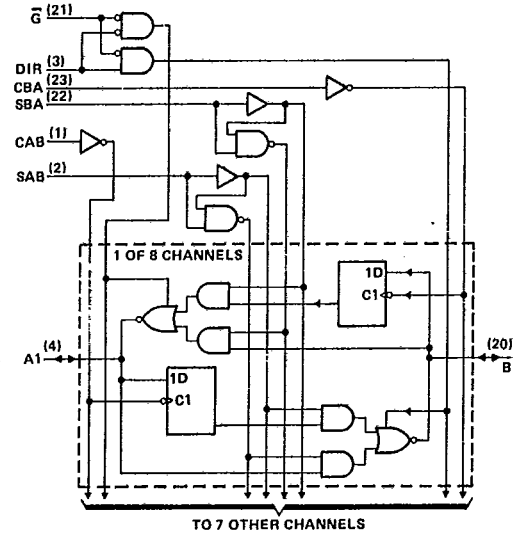 G̅ (21)
DIR (3)
CBA (23)
SBA (22)
CAB (1)
SAB (2)
1 OF 8 CHANNELS
1D
C1
A1 (4)
(20)
B
1D
C1
TO 7 OTHER CHANNELS